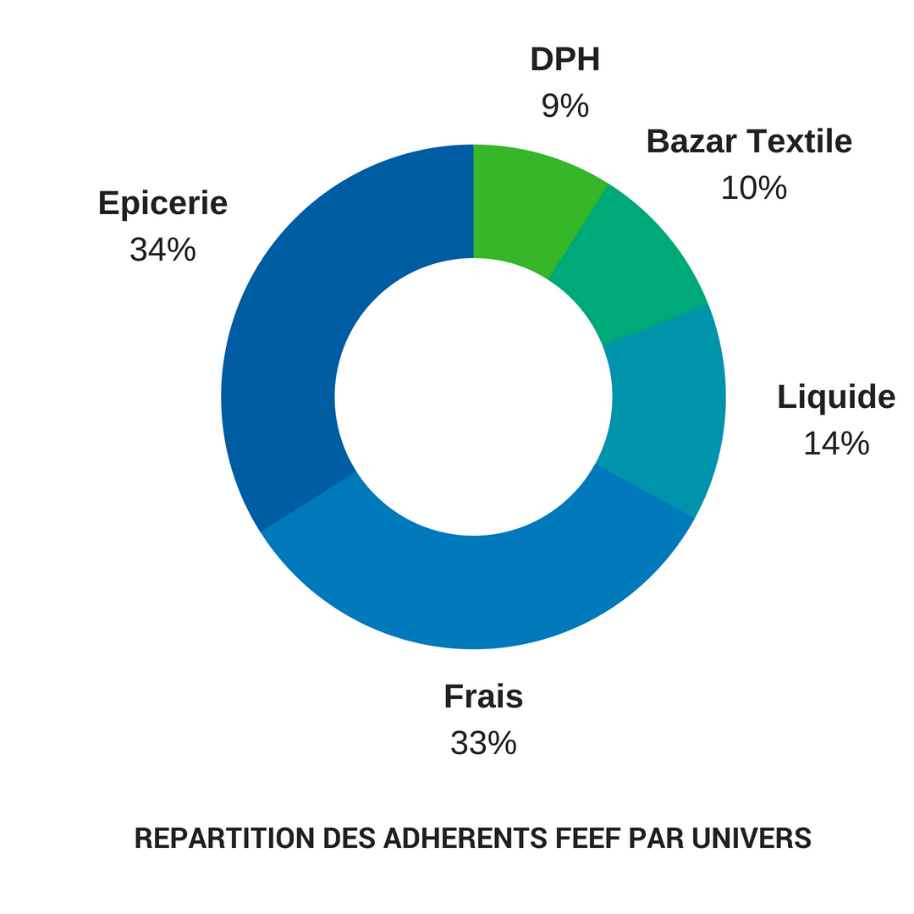 DPH
9%
Bazar Textile
10%
Epicerie
34%
Liquide
14%
Frais
33%
REPARTITION DES ADHERENTS FEEF PAR UNIVERS